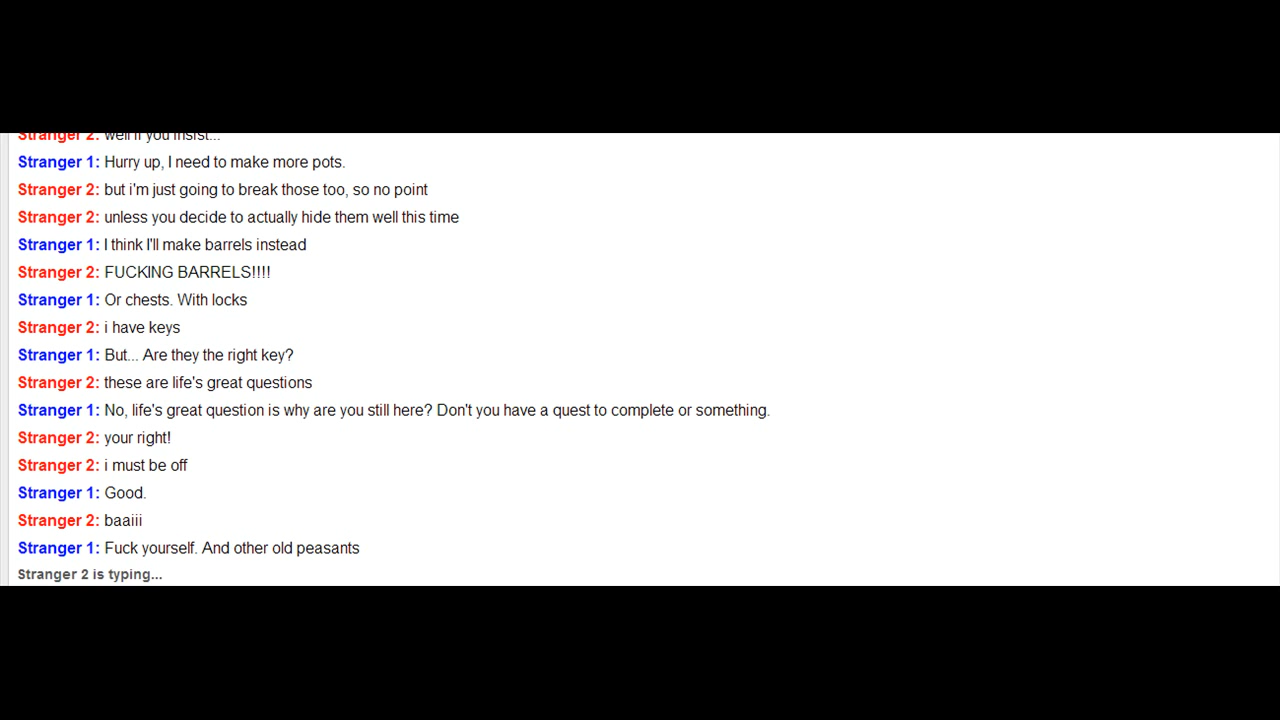 Stranger 2: well if you insist...
Stranger 1: Hurry up, I need to make more pots.
Stranger 2: but i'm just going to break those too, so no point
Stranger 2: unless you decide to actually hide them well this time
Stranger 1: I think I'll make barrels instead
Stranger 2: FUCKING BARRELS!!!!
Stranger 1: Or chests. With locks
Stranger 2: i have keys
Stranger 1: But... Are they the right key?
Stranger 2: these are life's great questions
Stranger 1: No, life's great question is why are you still here? Don't you have a quest to complete or something.
Stranger 2: your right!
Stranger 2: i must be off
Stranger 1: Good.
Stranger 2: baaiii
Stranger 1: Fuck yourself. And other old peasants
Stranger 2 is typing...